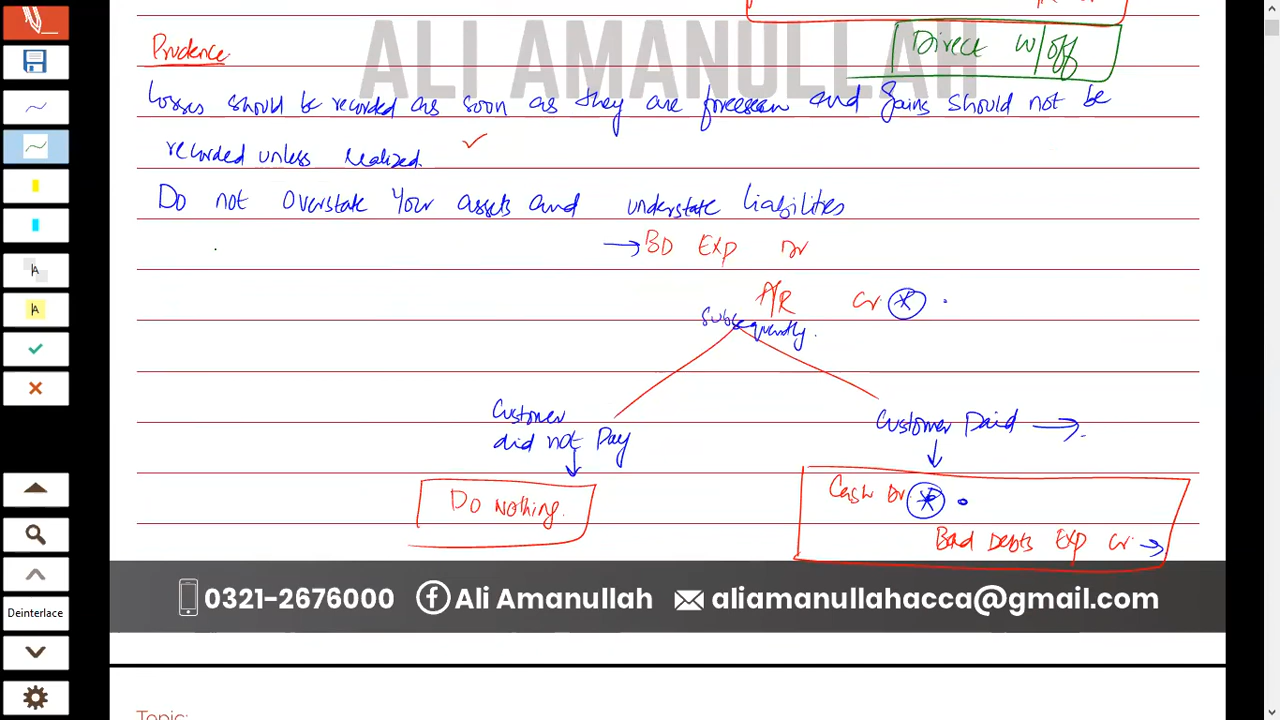 ALI AMANULLAH
Direct w/off
Prudence
Losses should be recorded as soon as they are foreseen and gains should not be
recorded unless realized.
Do not overstate your assets and understate liabilities
BD Exp Dr
A/R Cr
Subsequently.
Customer
did not Pay
Customer Paid
Do nothing.
Cash Dr
Bad Debts Exp Cr
0321-2676000 Ali Amanullah aliamanullahacca@gmail.com
Deinterlace
Topic: